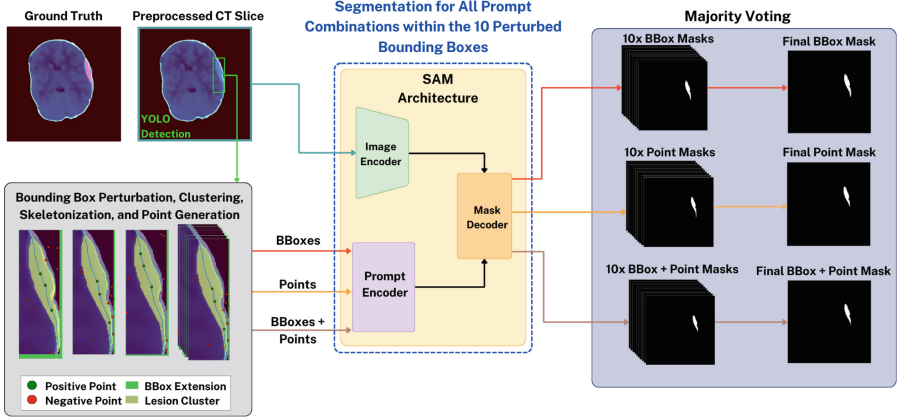 Ground Truth
Preprocessed CT Slice
YOLO
Detection
Bounding Box Perturbation, Clustering,
Skeletonization, and Point Generation
Positive Point
BBox Extension
Negative Point
Lesion Cluster
BBoxes
Points
BBoxes +
Points
Segmentation for All Prompt
Combinations within the 10 Perturbed
Bounding Boxes
SAM
Architecture
Image
Encoder
Prompt
Encoder
Mask
Decoder
Majority Voting
10x BBox Masks
Final BBox Mask
10x Point Masks
Final Point Mask
10x BBox + Point Masks
Final BBox + Point Mask